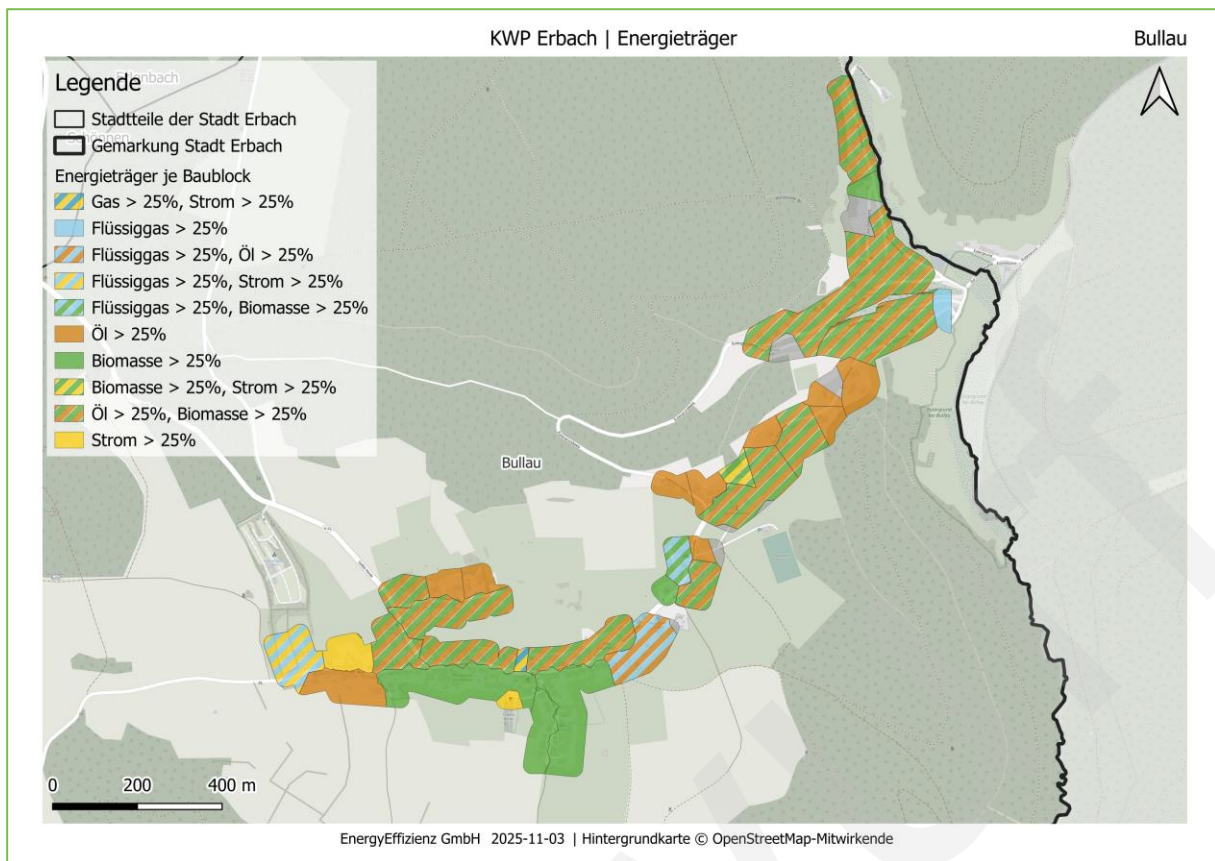 KWP Erbach | Energieträger
Bullau
Legende
Stadtteile der Stadt Erbach
Gemarkung Stadt Erbach
Energieträger je Baublock
Gas > 25%, Strom > 25%
Flüssiggas > 25%
Flüssiggas > 25%, Öl > 25%
Flüssiggas > 25%, Strom > 25%
Flüssiggas > 25%, Biomasse > 25%
Öl > 25%
Biomasse > 25%
Biomasse > 25%, Strom > 25%
Öl > 25%, Biomasse > 25%
Strom > 25%
Bullau
0 200 400 m
EnergyEffizienz GmbH 2025-11-03 | Hintergrundkarte © OpenStreetMap-Mitwirkende